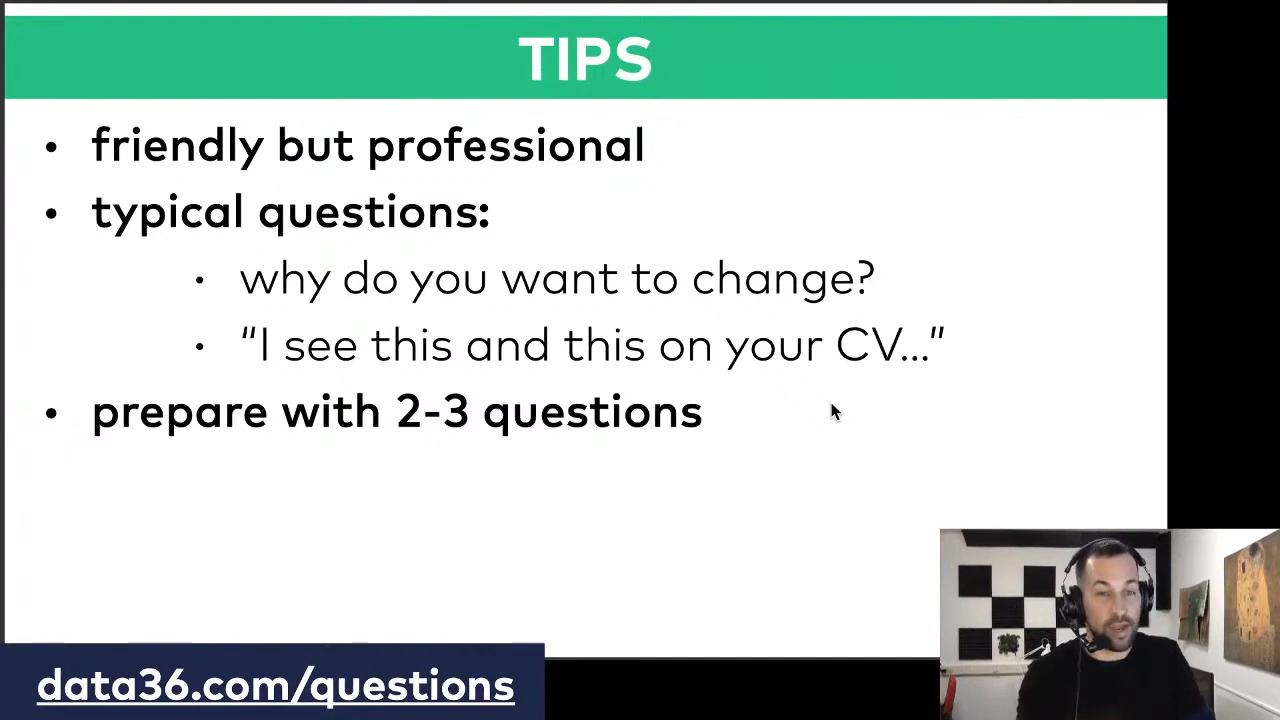 TIPS
• friendly but professional
• typical questions:
• why do you want to change?
• “I see this and this on your CV...”
• prepare with 2-3 questions
data36.com/questions